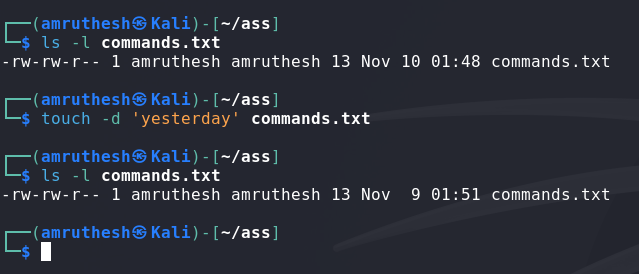 ┌──(amruthesh㉿Kali)-[~/ass]
└─$ ls -l commands.txt
-rw-rw-r-- 1 amruthesh amruthesh 13 Nov 10 01:48 commands.txt
┌──(amruthesh㉿Kali)-[~/ass]
└─$ touch -d 'yesterday' commands.txt
┌──(amruthesh㉿Kali)-[~/ass]
└─$ ls -l commands.txt
-rw-rw-r-- 1 amruthesh amruthesh 13 Nov  9 01:51 commands.txt
┌──(amruthesh㉿Kali)-[~/ass]
└─$